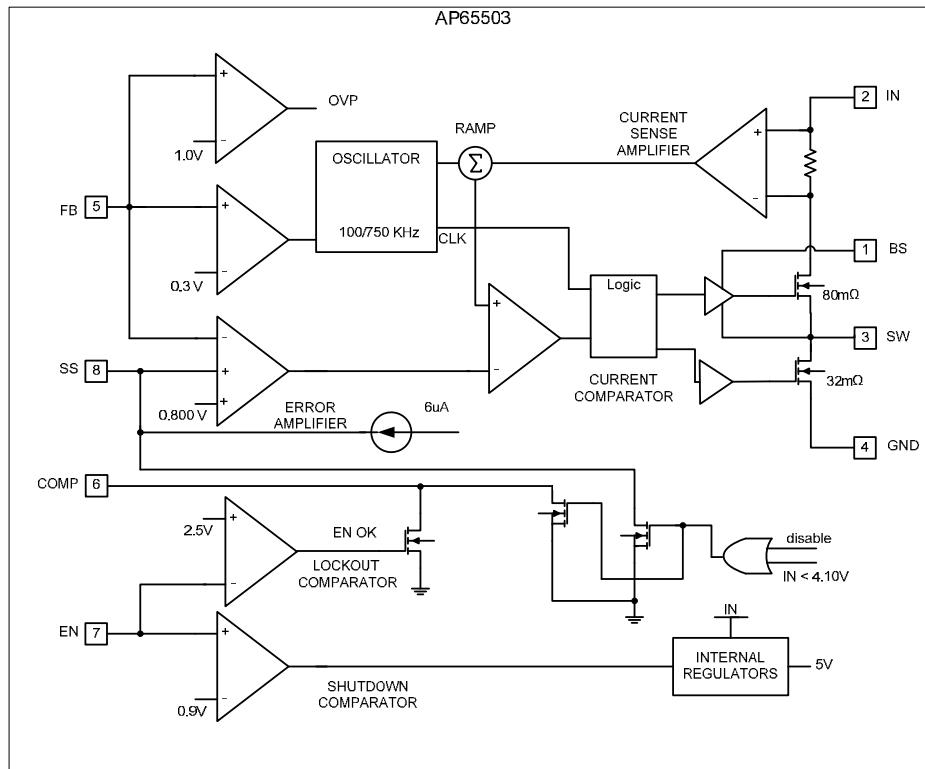 AP65503
OVP
1.0V
+
-
FB
5
+
-
0.3 V
OSCILLATOR
100/750 KHz
CLK
RAMP
Σ
CURRENT
SENSE
AMPLIFIER
+
-
2
IN
1
BS
80mΩ
3
SW
32mΩ
4
GND
Logic
CURRENT
COMPARATOR
+
-
SS
8
-
+
+
0.800 V
ERROR
AMPLIFIER
6uA
COMP
6
2.5V
+
-
EN OK
LOCKOUT
COMPARATOR
disable
IN < 4.10V
EN
7
+
-
0.9V
SHUTDOWN
COMPARATOR
IN
INTERNAL
REGULATORS
5V